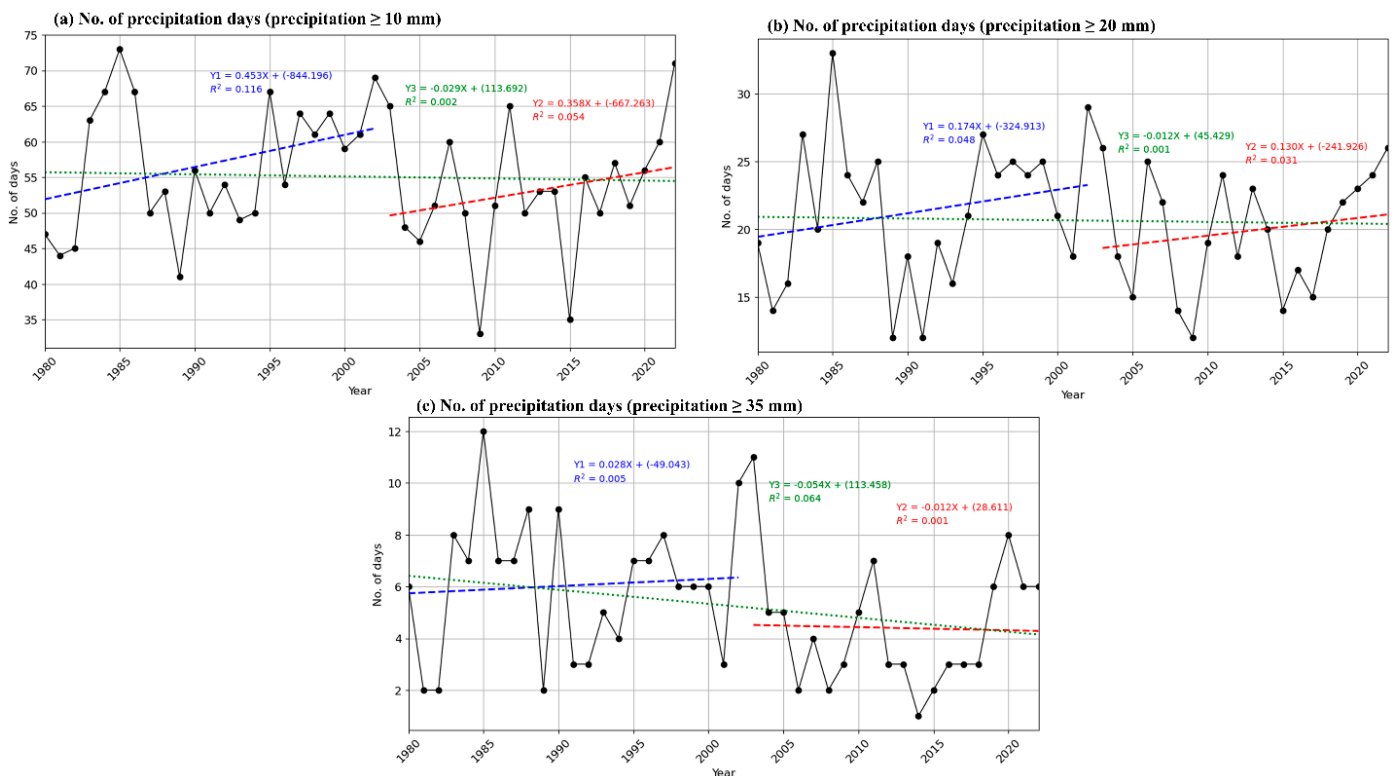 (a) No. of precipitation days (precipitation ≥ 10 mm)
75
70
65
60
55
50
45
40
35
No. of days
Y1 = 0.453X + (-844.196)
R² = 0.116
Y3 = -0.029X + (113.692)
R² = 0.002
Y2 = 0.358X + (-667.263)
R² = 0.054
1980
1985
1990
1995
2000
2005
2010
2015
2020
Year
(b) No. of precipitation days (precipitation ≥ 20 mm)
30
25
20
15
No. of days
Y1 = 0.174X + (-324.913)
R² = 0.048
Y3 = -0.012X + (45.429)
R² = 0.001
Y2 = 0.130X + (-241.926)
R² = 0.031
1980
1985
1990
1995
2000
2005
2010
2015
2020
Year
(c) No. of precipitation days (precipitation ≥ 35 mm)
12
10
8
6
4
2
No. of days
Y1 = 0.028X + (-49.043)
R² = 0.005
Y3 = -0.054X + (113.458)
R² = 0.064
Y2 = -0.012X + (28.611)
R² = 0.001
1980
1985
1990
1995
2000
2005
2010
2015
2020
Year